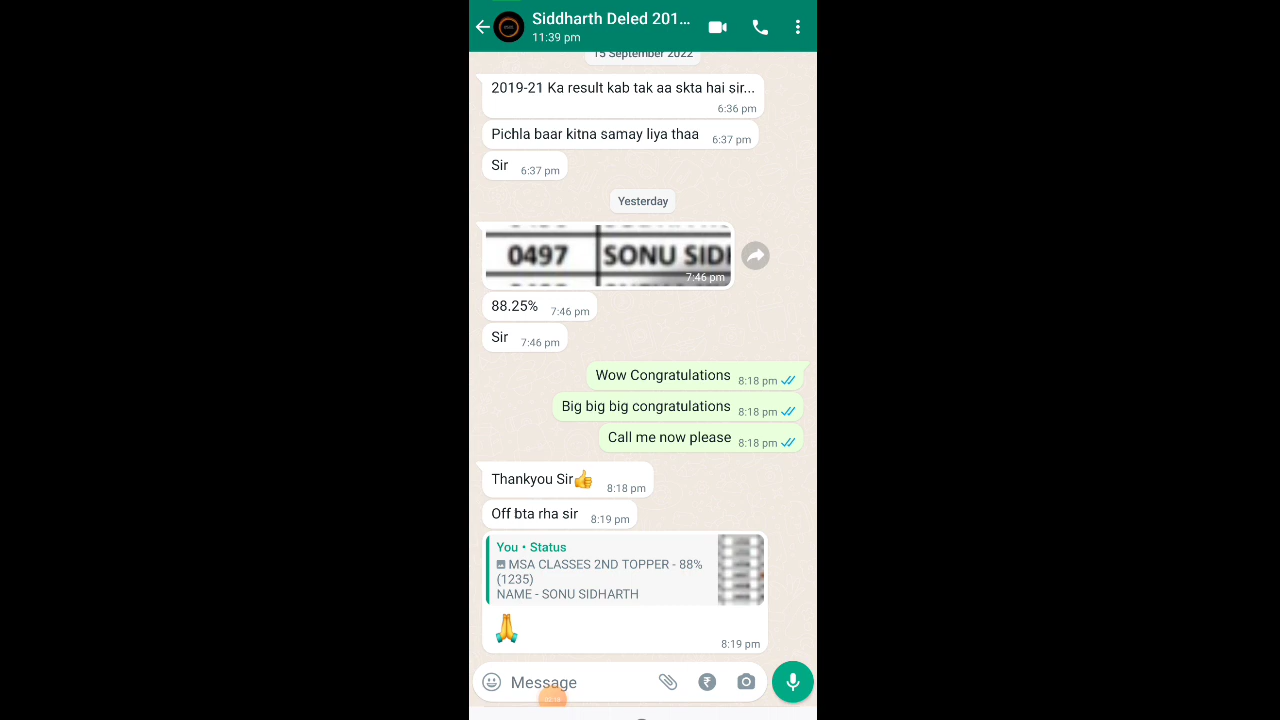 Siddharth Deled 201...
11:39 pm
15 September 2022
2019-21 Ka result kab tak aa skta hai sir...
6:36 pm
Pichla baar kitna samay liya thaa 6:37 pm
Sir 6:37 pm
Yesterday
0497 SONU SID
7:46 pm
88.25% 7:46 pm
Sir 7:46 pm
Wow Congratulations 8:18 pm
Big big big congratulations 8:18 pm
Call me now please 8:18 pm
Thankyou Sir👍 8:18 pm
Off bta rha sir 8:19 pm
You • Status
MSA CLASSES 2ND TOPPER - 88%
(1235)
NAME - SONU SIDHARTH
🙏
8:19 pm
Message